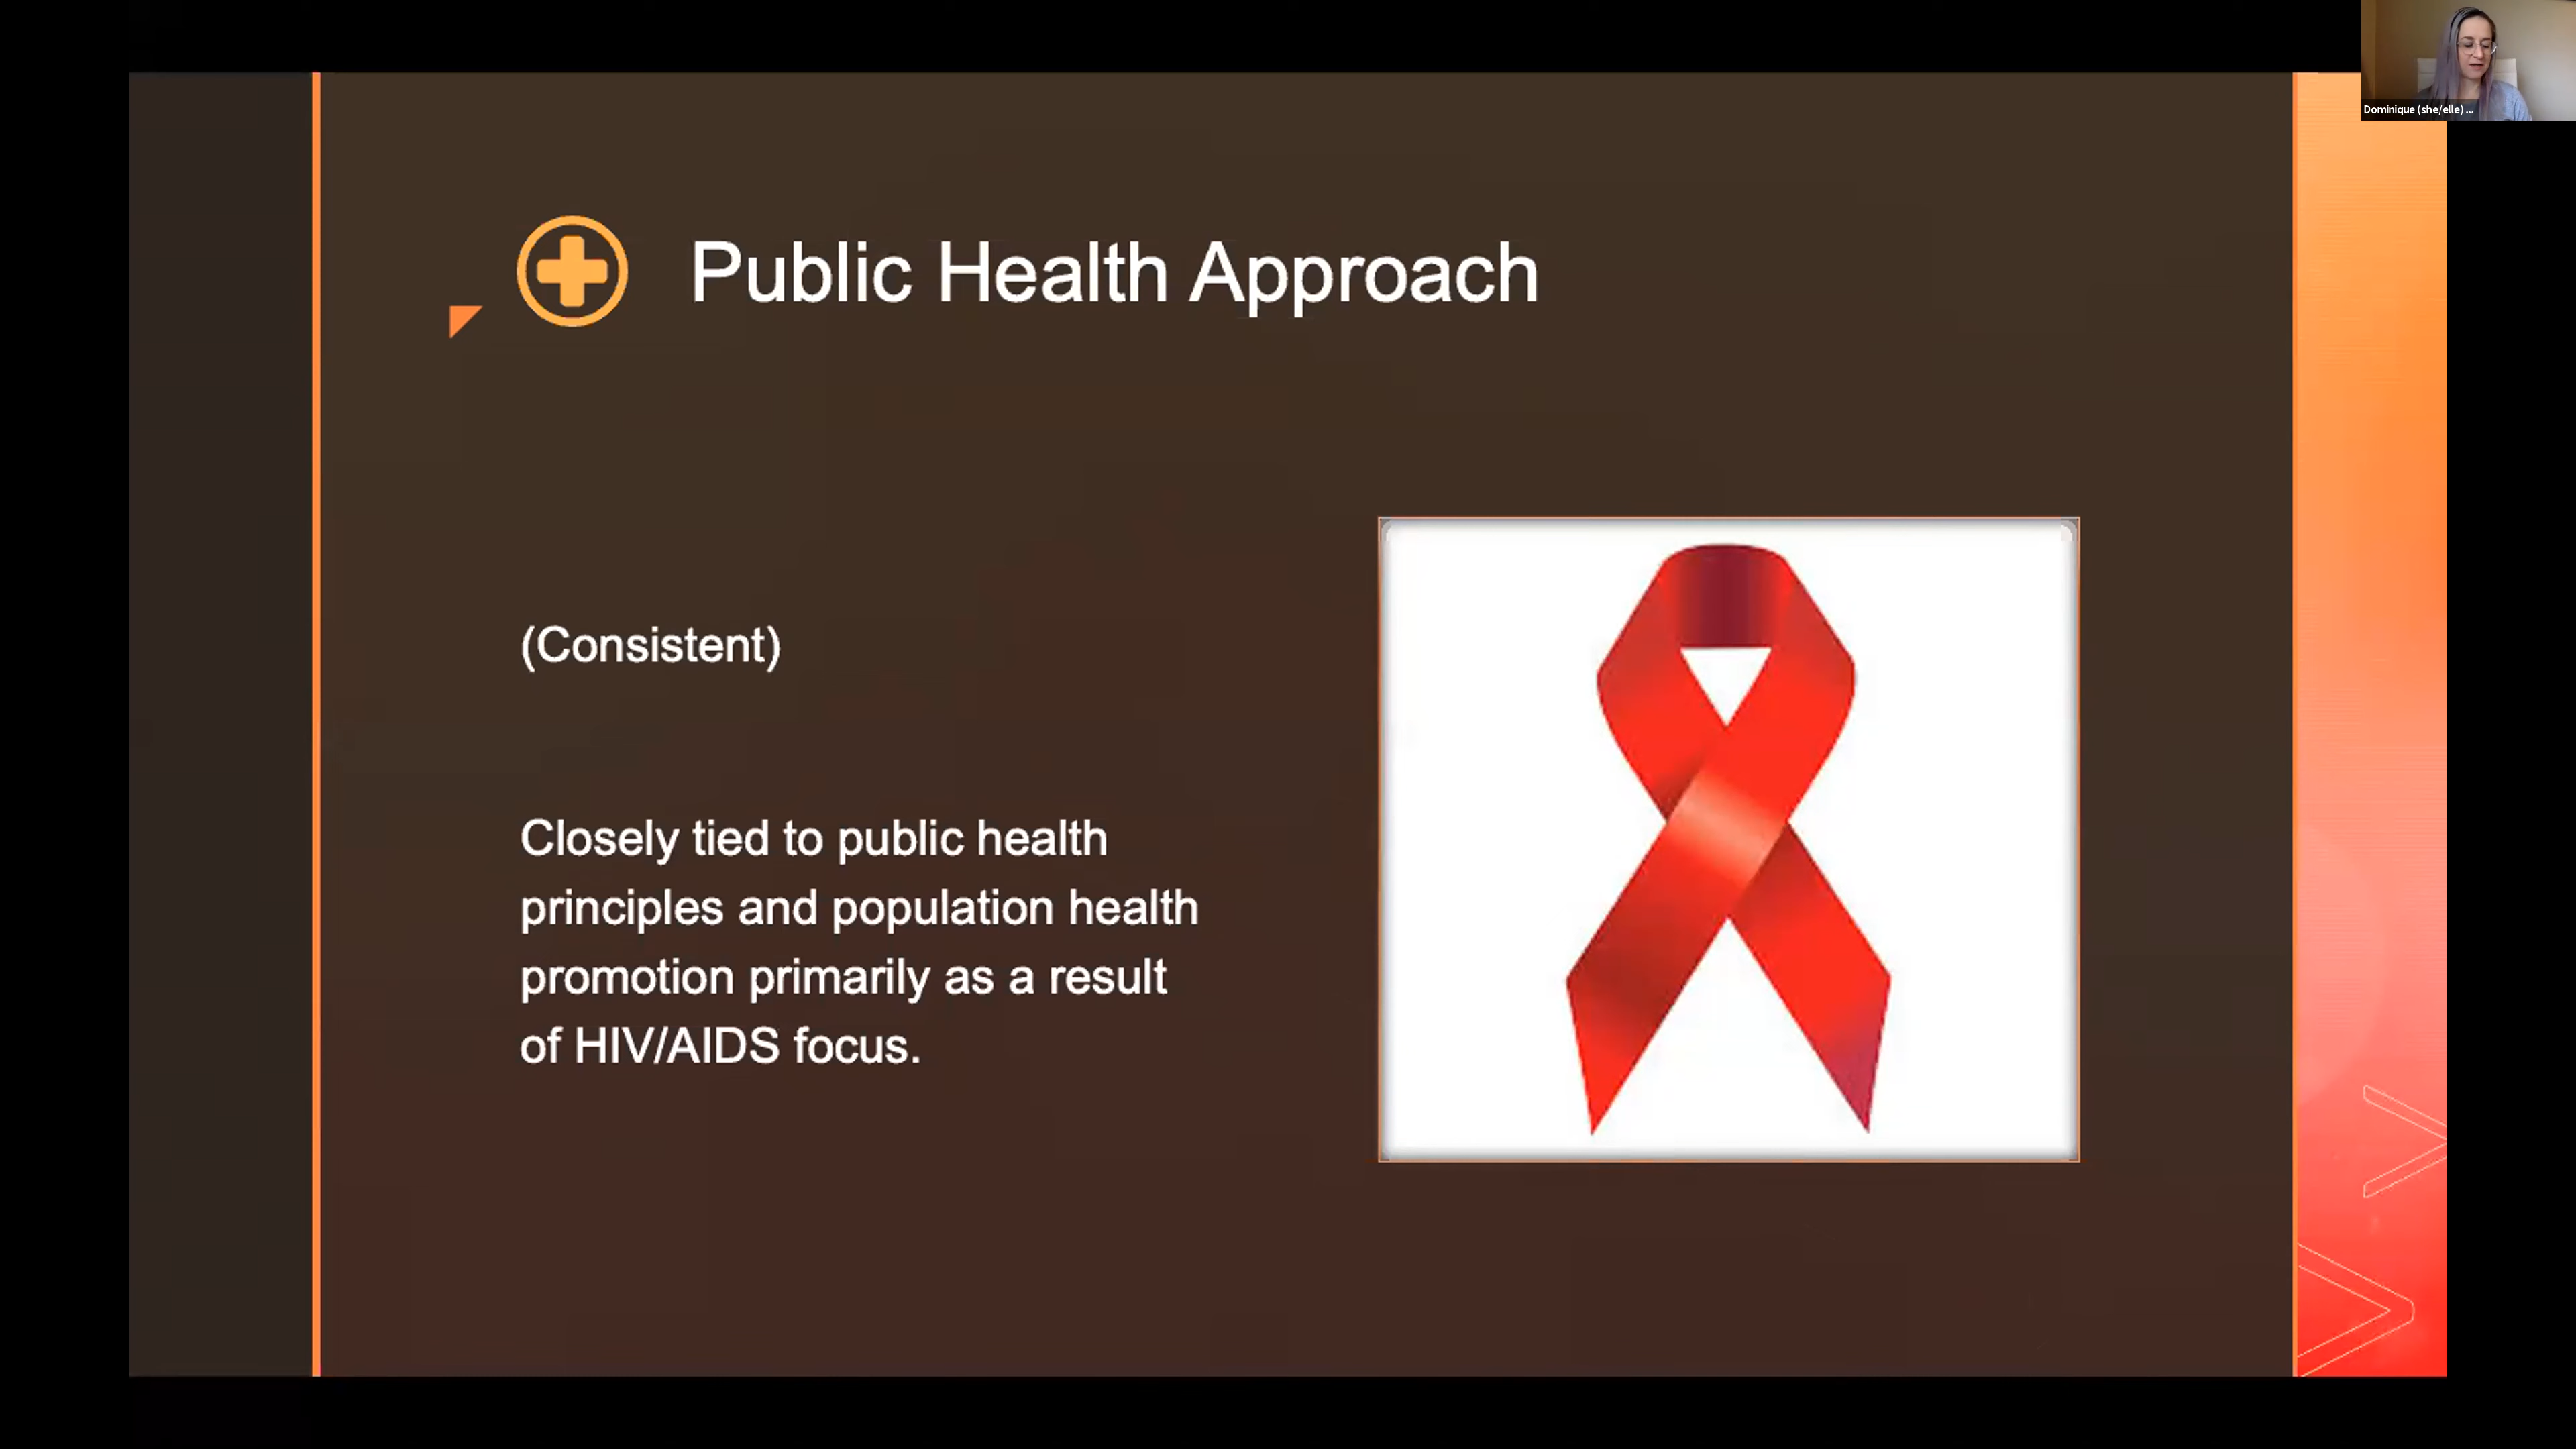 Dominique (she/elle) ...
Public Health Approach
(Consistent)
Closely tied to public health
principles and population health
promotion primarily as a result
of HIV/AIDS focus.